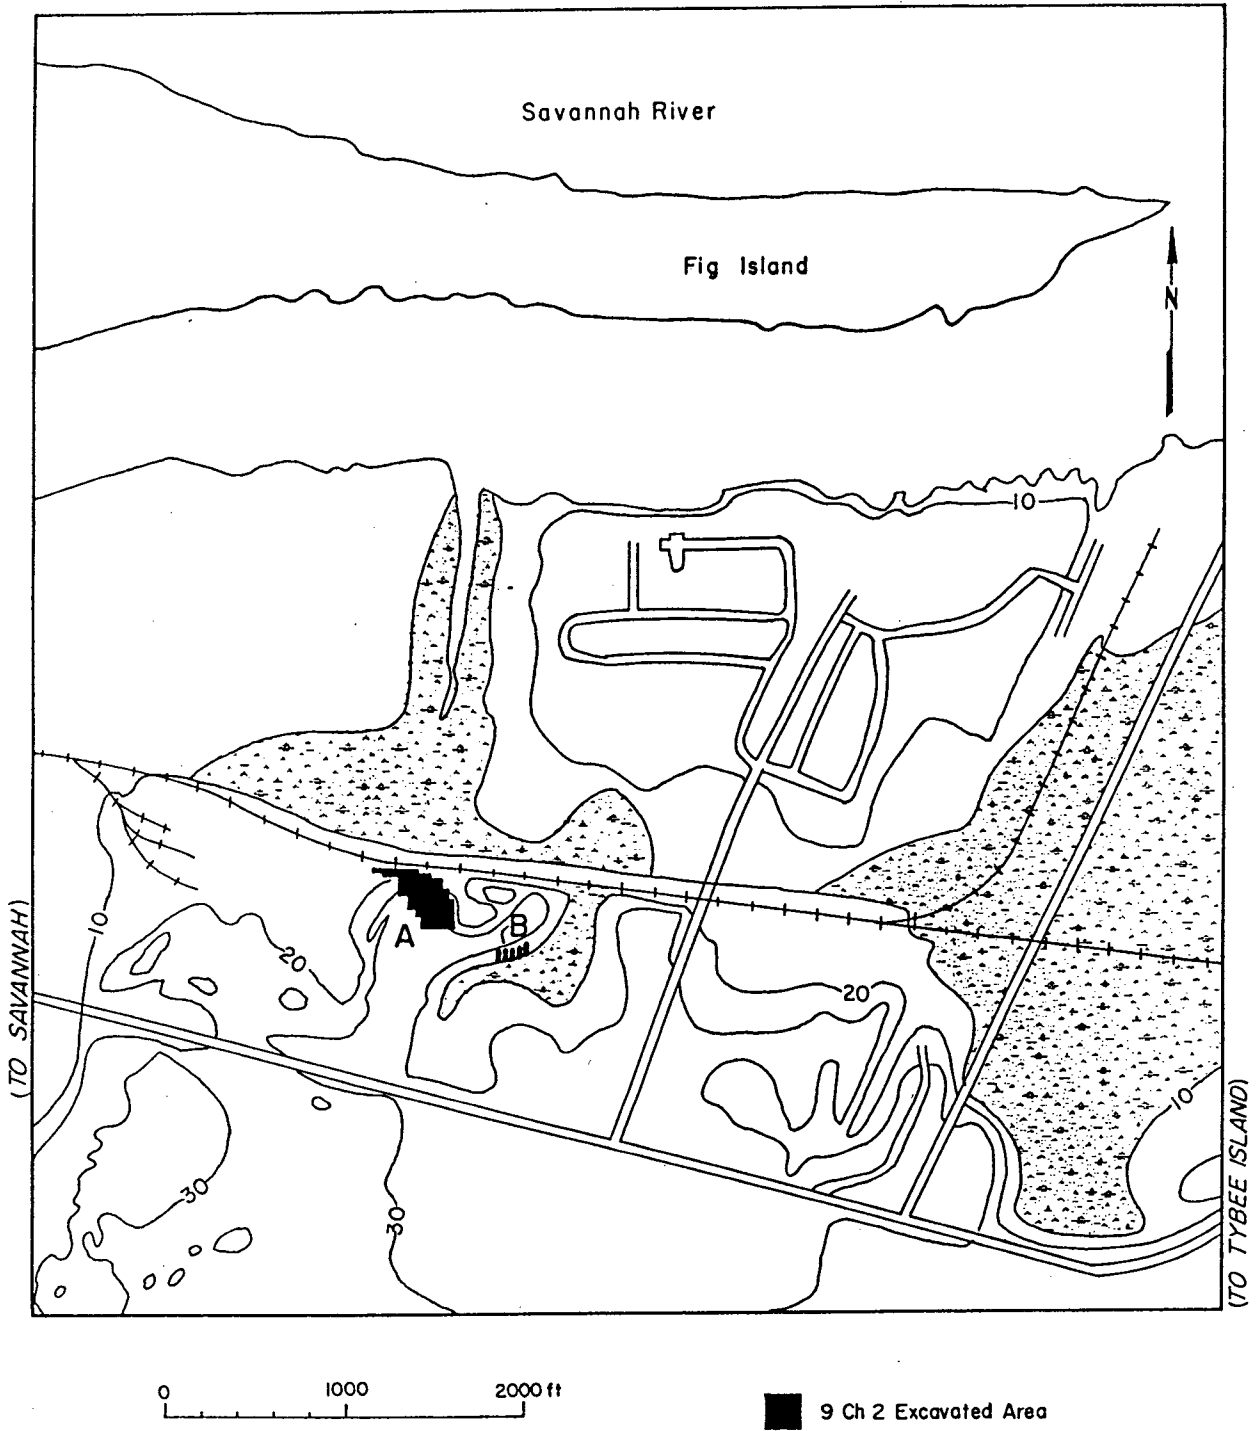 Savannah River
Fig Island
N
10
(TO SAVANNAH)
10
A
B
20
20
10
30
30
(TO TYBEE ISLAND)
0 1000 2000 ft
9 Ch 2 Excavated Area